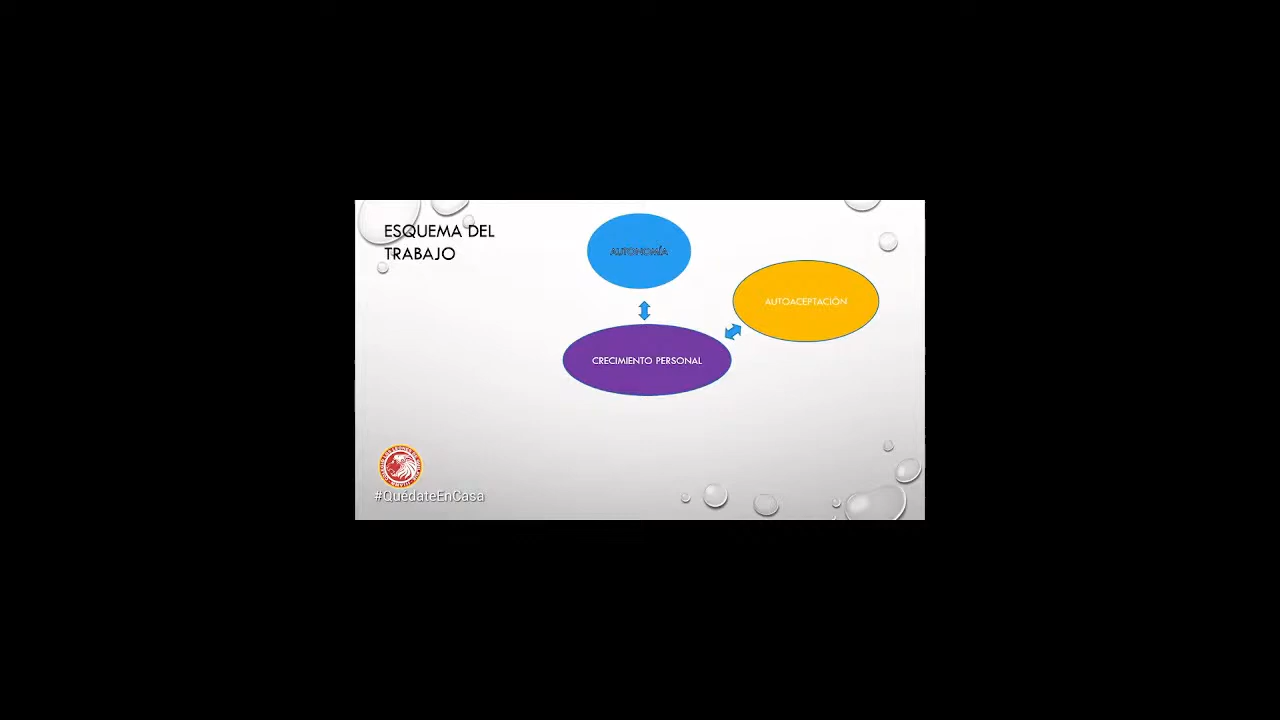 ESQUEMA DEL
TRABAJO
AUTONOMÍA
AUTOACEPTACIÓN
CRECIMIENTO PERSONAL
#QuédateEnCasa